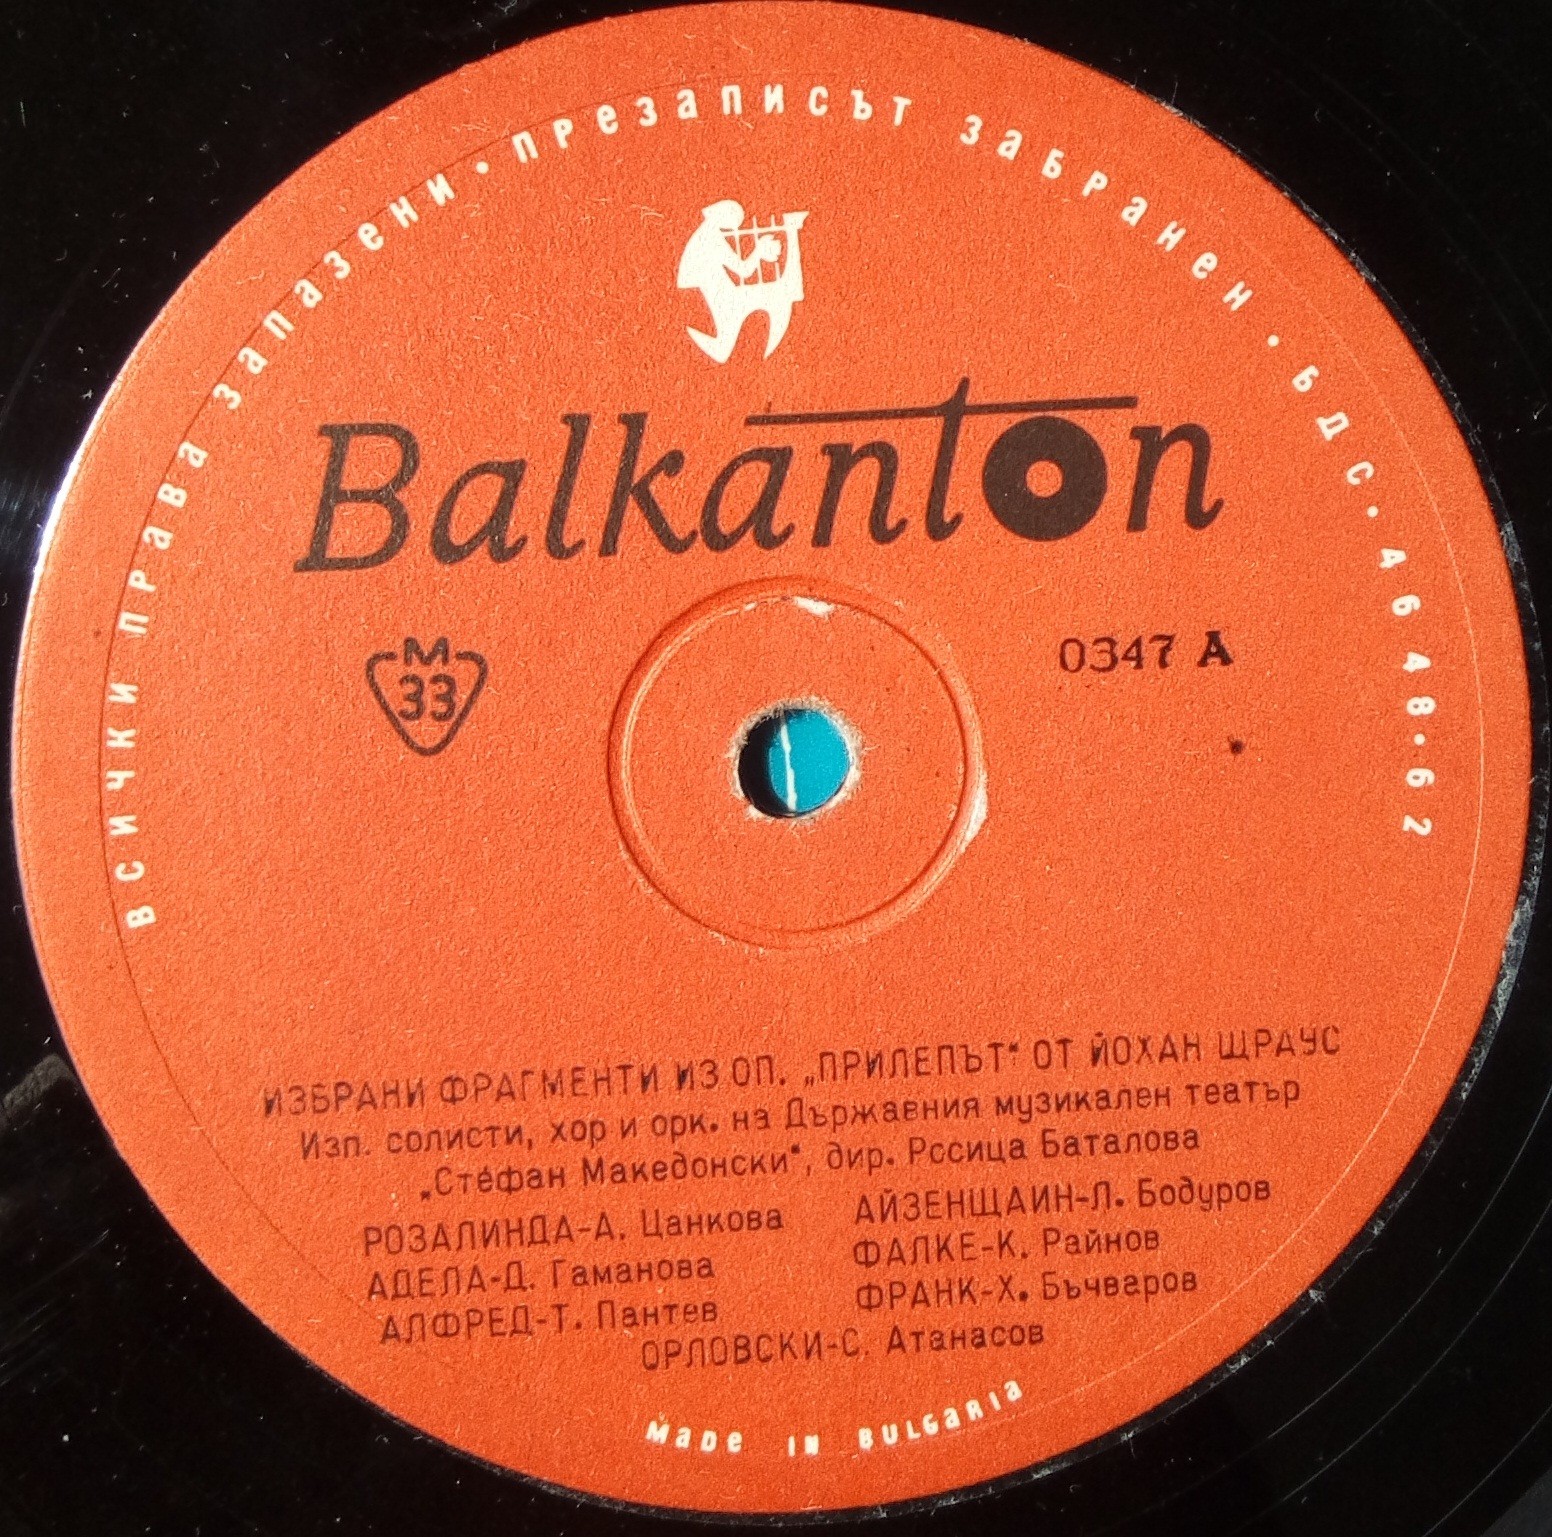 ВСИЧКИ ПРАВА ЗАПАЗЕНИ · ПРЕЗАПИСЪТ ЗАБРАНЕН · БДС · 4648 · 62
Balkanton
M
33
0347 A
ИЗБРАНИ ФРАГМЕНТИ ИЗ ОП. „ПРИЛЕПЪТ“ ОТ ЙОХАН ЩРАУС
Изп. солисти, хор и орк. на Държавния музикален театър
„Стефан Македонски“, дир. Росица Баталова
РОЗАЛИНДА-А. Цанкова АЙЗЕНЩАИН-Л. Бодуров
АДЕЛА-Д. Гаманова ФАЛКЕ-К. Райнов
АЛФРЕД-Т. Пантев ФРАНК-Х. Бъчваров
ОРЛОВСКИ-С. Атанасов
MADE IN BULGARIA